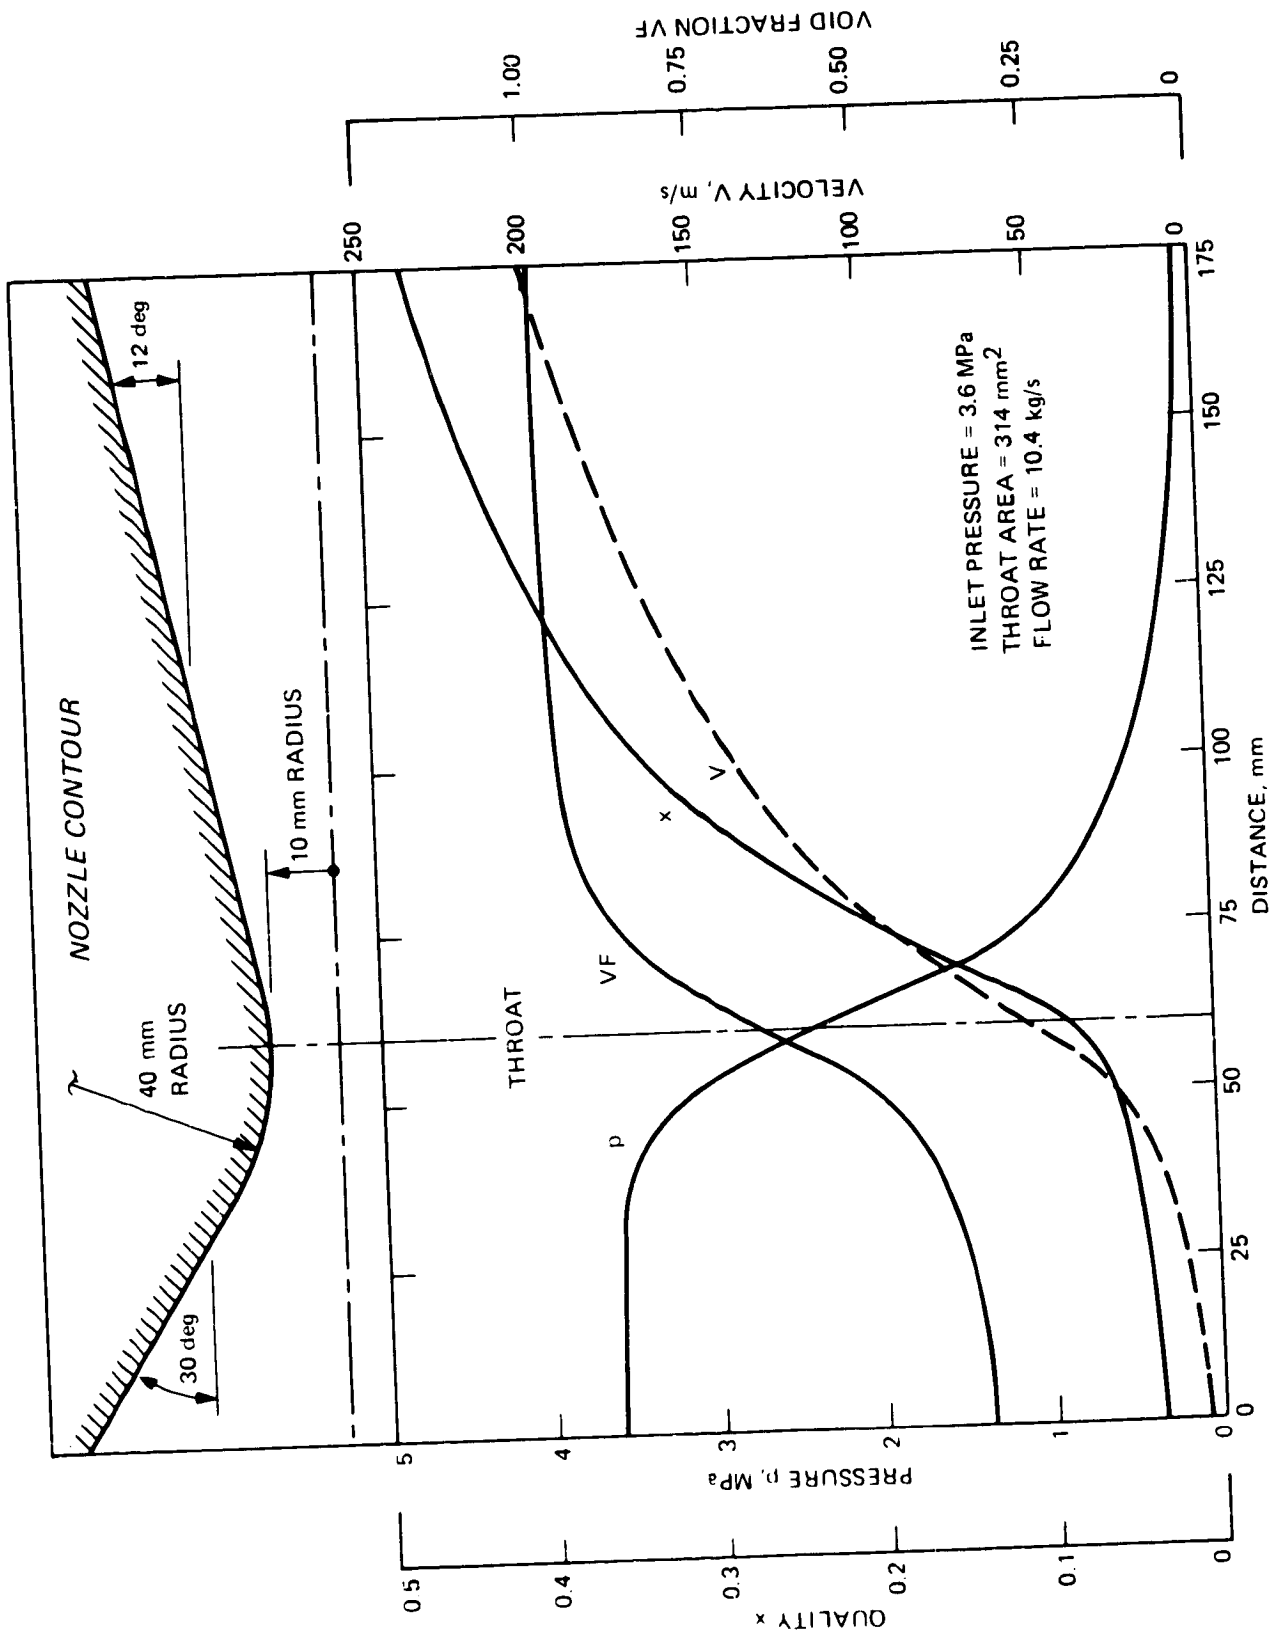 NOZZLE CONTOUR
40 mm
RADIUS
30 deg
10 mm RADIUS
12 deg
THROAT
p
VF
x
V
INLET PRESSURE = 3.6 MPa
THROAT AREA = 314 mm²
FLOW RATE = 10.4 kg/s
QUALITY x
0.5
0.4
0.3
0.2
0.1
0
PRESSURE p, MPa
5
4
3
2
1
0
VELOCITY V, m/s
250
200
150
100
50
0
VOID FRACTION VF
1.00
0.75
0.50
0.25
0
0
25
50
75
100
125
150
175
DISTANCE, mm